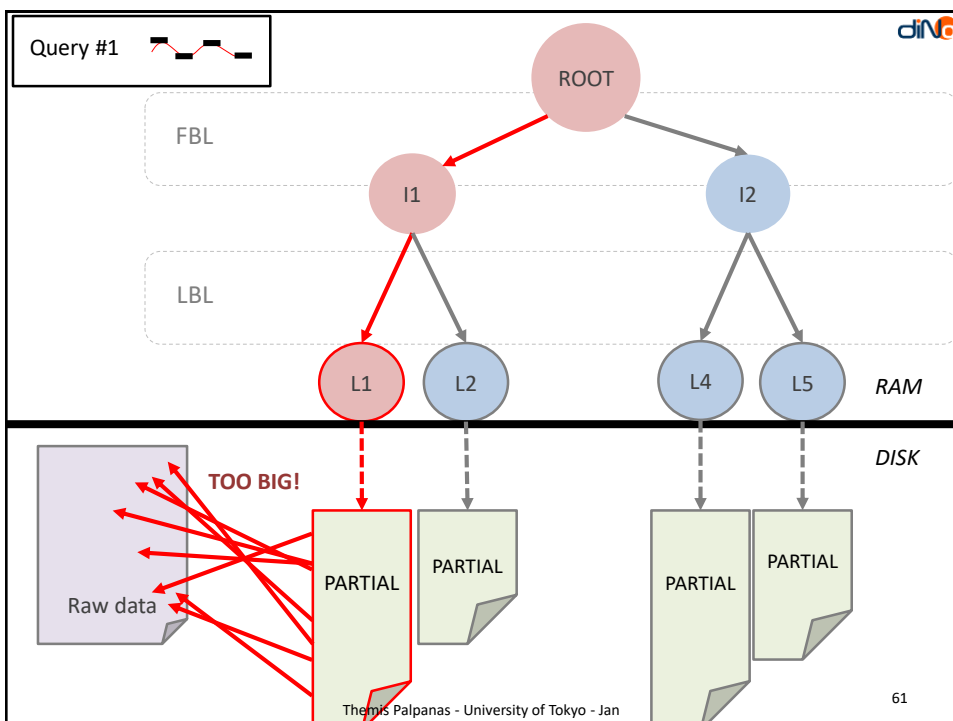 Query #1
diNo
ROOT
FBL
I1
I2
LBL
L1
L2
L4
L5
RAM
DISK
TOO BIG!
PARTIAL
PARTIAL
PARTIAL
PARTIAL
Raw data
Themis Palpanas - University of Tokyo - Jan
61